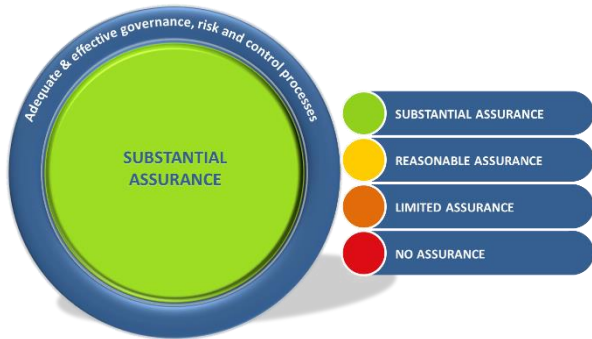 Adequate & effective governance, risk and control processes
SUBSTANTIAL
ASSURANCE
SUBSTANTIAL ASSURANCE
REASONABLE ASSURANCE
LIMITED ASSURANCE
NO ASSURANCE